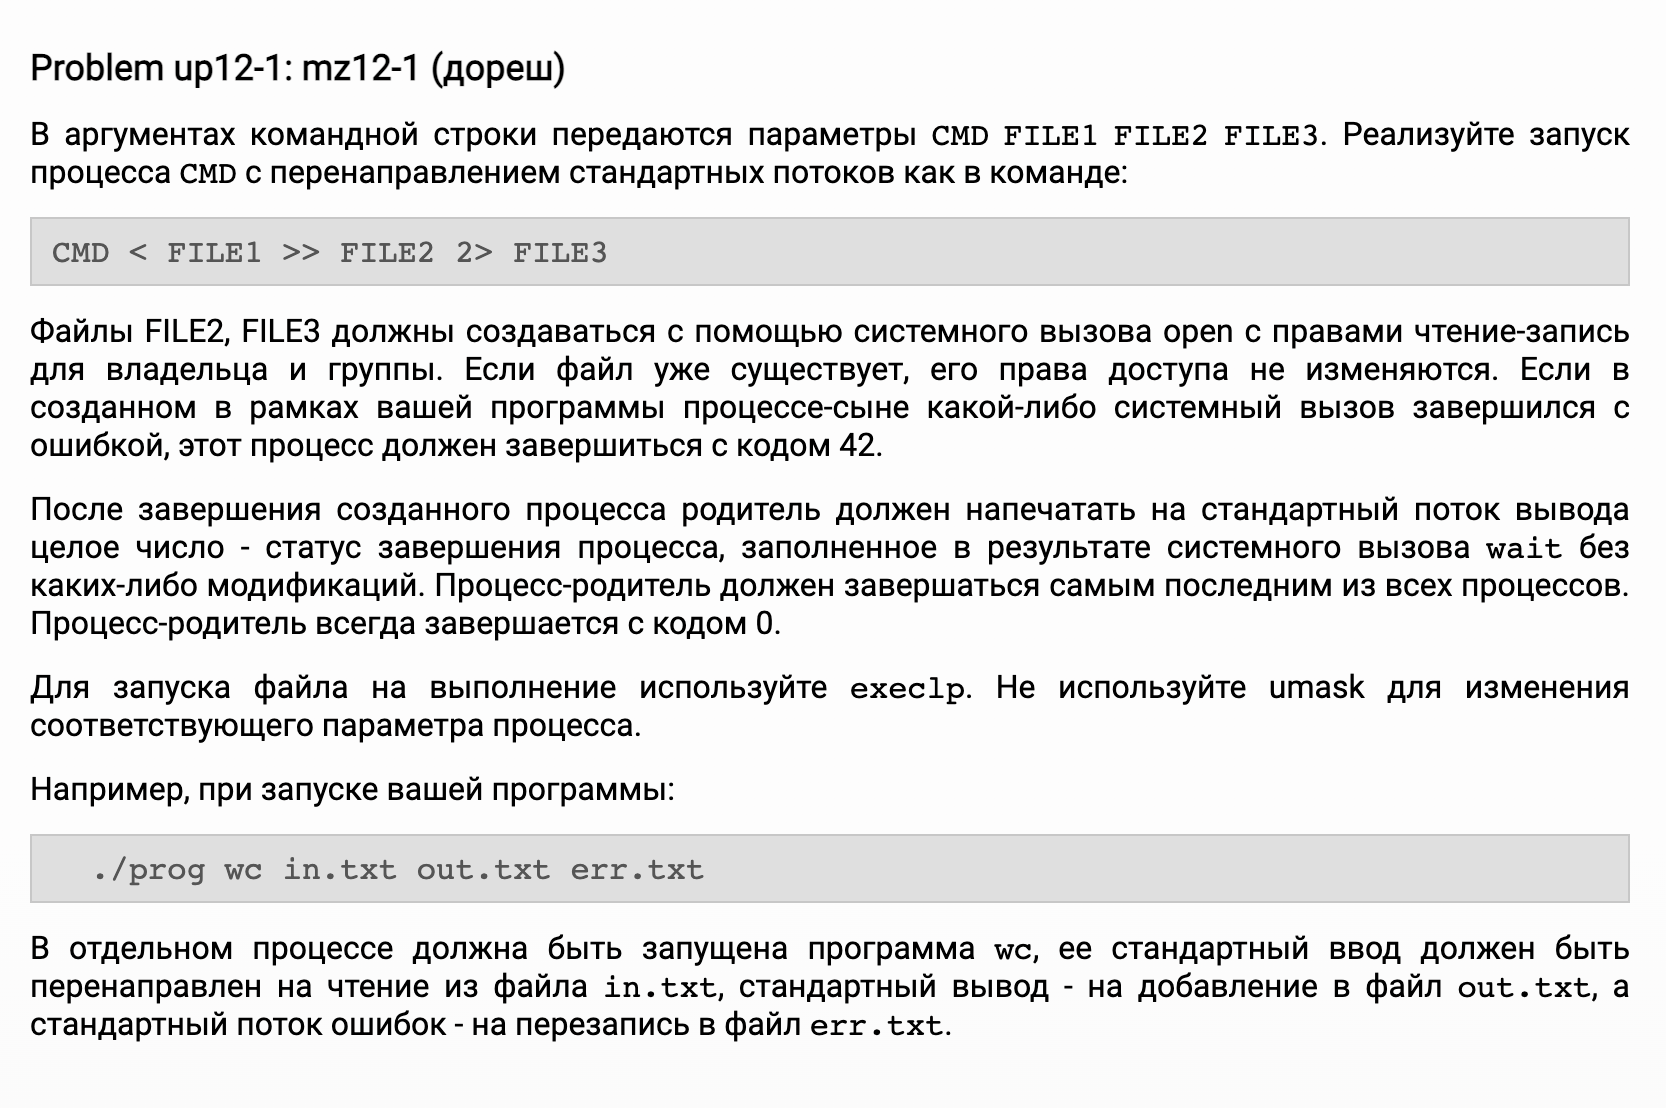 Problem up12-1: mz12-1 (дореш)
В аргументах командной строки передаются параметры CMD FILE1 FILE2 FILE3. Реализуйте запуск
процесса CMD с перенаправлением стандартных потоков как в команде:
CMD < FILE1 >> FILE2 2> FILE3
Файлы FILE2, FILE3 должны создаваться с помощью системного вызова open с правами чтение-запись
для владельца и группы. Если файл уже существует, его права доступа не изменяются. Если в
созданном в рамках вашей программы процессе-сыне какой-либо системный вызов завершился с
ошибкой, этот процесс должен завершиться с кодом 42.
После завершения созданного процесса родитель должен напечатать на стандартный поток вывода
целое число - статус завершения процесса, заполненное в результате системного вызова wait без
каких-либо модификаций. Процесс-родитель должен завершаться самым последним из всех процессов.
Процесс-родитель всегда завершается с кодом 0.
Для запуска файла на выполнение используйте execlp. Не используйте umask для изменения
соответствующего параметра процесса.
Например, при запуске вашей программы:
./prog wc in.txt out.txt err.txt
В отдельном процессе должна быть запущена программа wc, ее стандартный ввод должен быть
перенаправлен на чтение из файла in.txt, стандартный вывод - на добавление в файл out.txt, а
стандартный поток ошибок - на перезапись в файл err.txt.